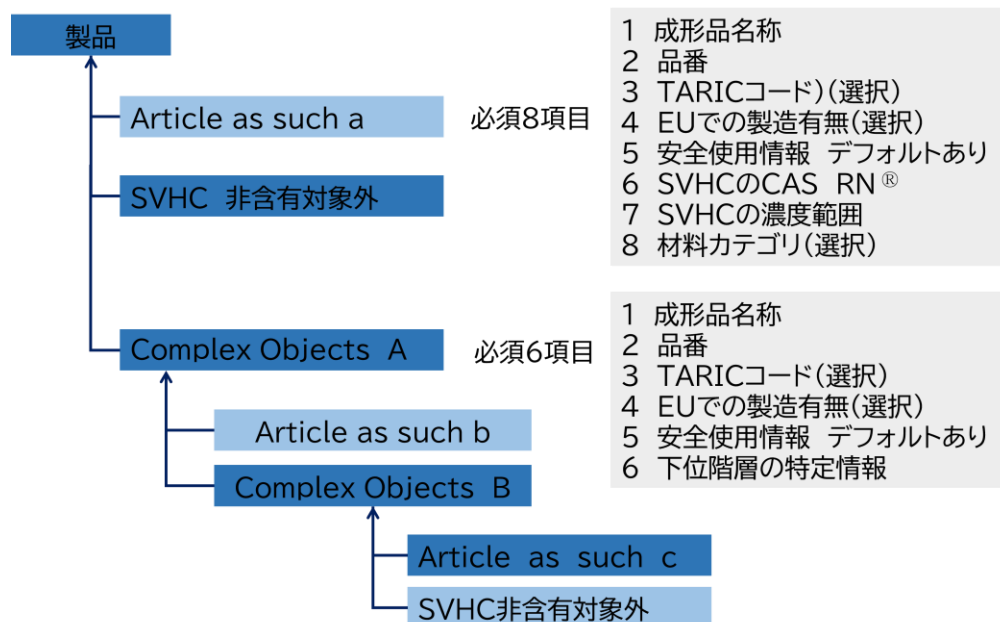 製品
Article as such a
必須8項目
1 成形品名称
2 品番
3 TARICコード)(選択)
4 EUでの製造有無(選択)
5 安全使用情報 デフォルトあり
6 SVHCのCAS RN®
7 SVHCの濃度範囲
8 材料カテゴリ(選択)
SVHC 非含有対象外
Complex Objects A
必須6項目
1 成形品名称
2 品番
3 TARICコード(選択)
4 EUでの製造有無(選択)
5 安全使用情報 デフォルトあり
6 下位階層の特定情報
Article as such b
Complex Objects B
Article as such c
SVHC非含有対象外